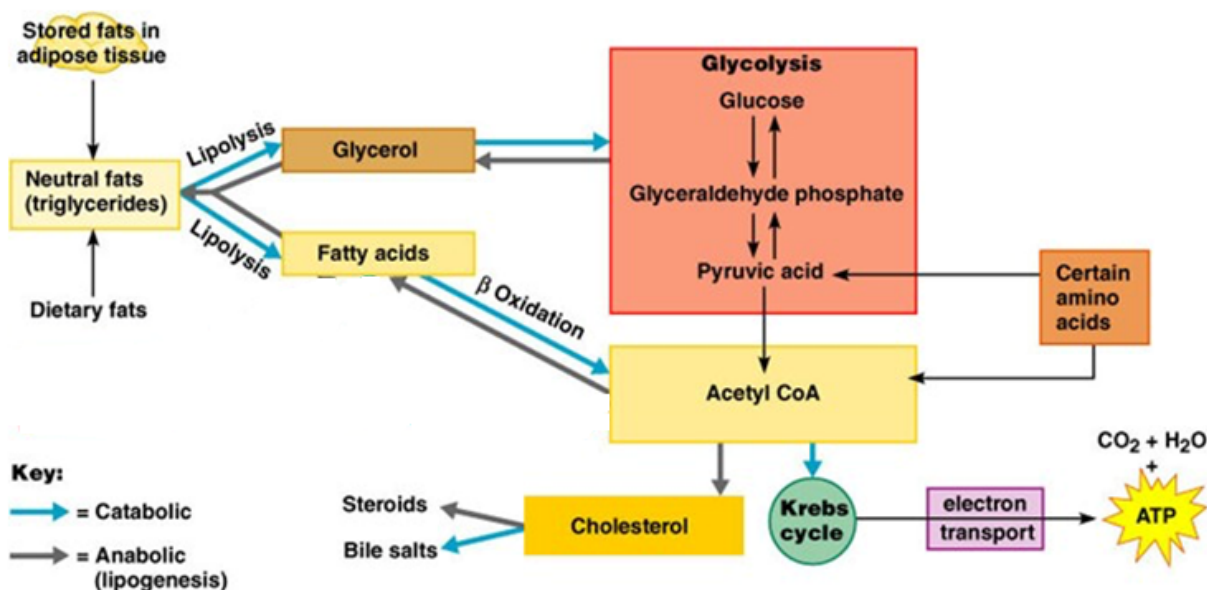 Stored fats in
adipose tissue
Glycolysis
Glucose
Lipolysis
Glycerol
Neutral fats
(triglycerides)
Glyceraldehyde phosphate
Lipolysis
Fatty acids
Pyruvic acid
Certain
amino
acids
β Oxidation
Dietary fats
Acetyl CoA
CO₂ + H₂O
+
Key:
= Catabolic
Steroids
Cholesterol
Krebs
cycle
electron
transport
ATP
Bile salts
= Anabolic
(lipogenesis)